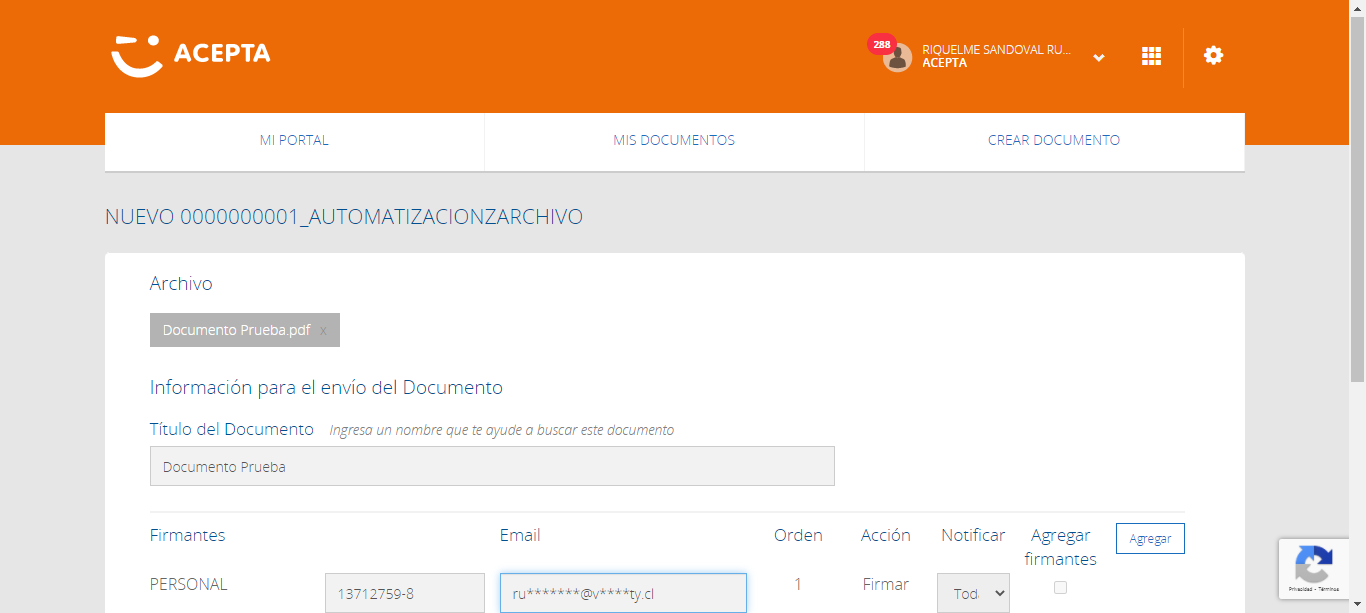 ACEPTA
288
RIQUELME SANDOVAL RU...
ACEPTA
MI PORTAL
MIS DOCUMENTOS
CREAR DOCUMENTO
NUEVO 0000000001_AUTOMATIZACIONZARCHIVO
Archivo
Documento Prueba.pdf x
Información para el envío del Documento
Título del Documento Ingresa un nombre que te ayude a buscar este documento
Documento Prueba
Firmantes Email Orden Acción Notificar Agregar firmantes Agregar
PERSONAL 13712759-8 ru*******@v****ty.cl 1 Firmar Tod
Privacidad - Términos